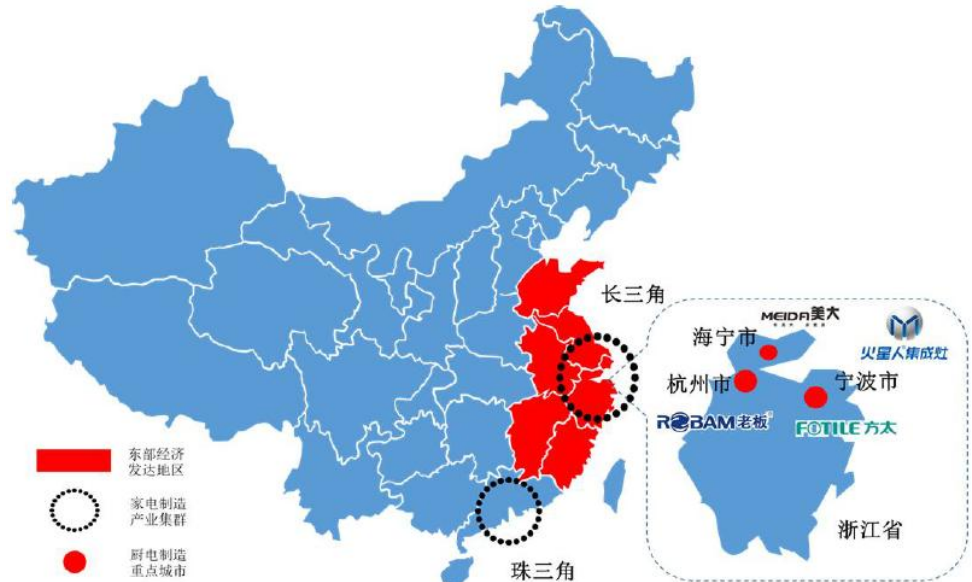 长三角
MEIDA美大
海宁市
火星人集成灶
杭州市
宁波市
ROBAM老板
FOTILE方太
浙江省
东部经济
发达地区
家电制造
产业集群
厨电制造
重点城市
珠三角